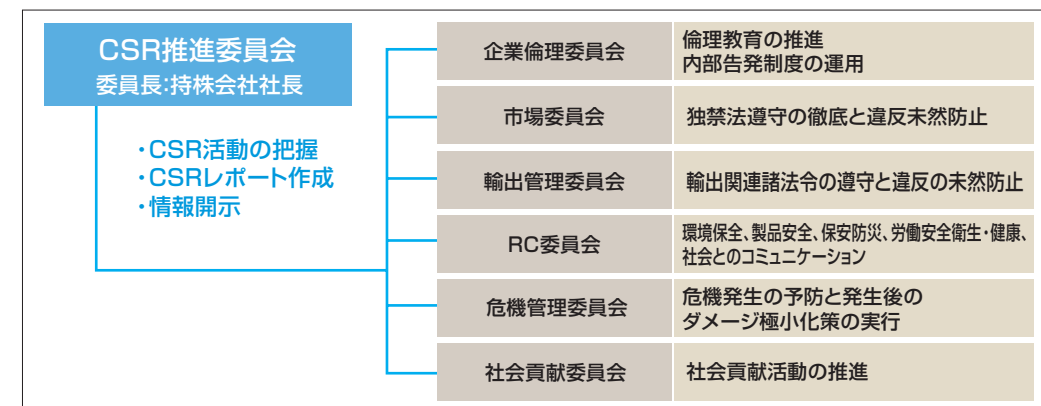 CSR推進委員会
委員長:持株会社社長
・CSR活動の把握
・CSRレポート作成
・情報開示
企業倫理委員会
倫理教育の推進
内部告発制度の運用
市場委員会
独禁法遵守の徹底と違反未然防止
輸出管理委員会
輸出関連諸法令の遵守と違反の未然防止
RC委員会
環境保全、製品安全、保安防災、労働安全衛生・健康、
社会とのコミュニケーション
危機管理委員会
危機発生の予防と発生後の
ダメージ極小化策の実行
社会貢献委員会
社会貢献活動の推進